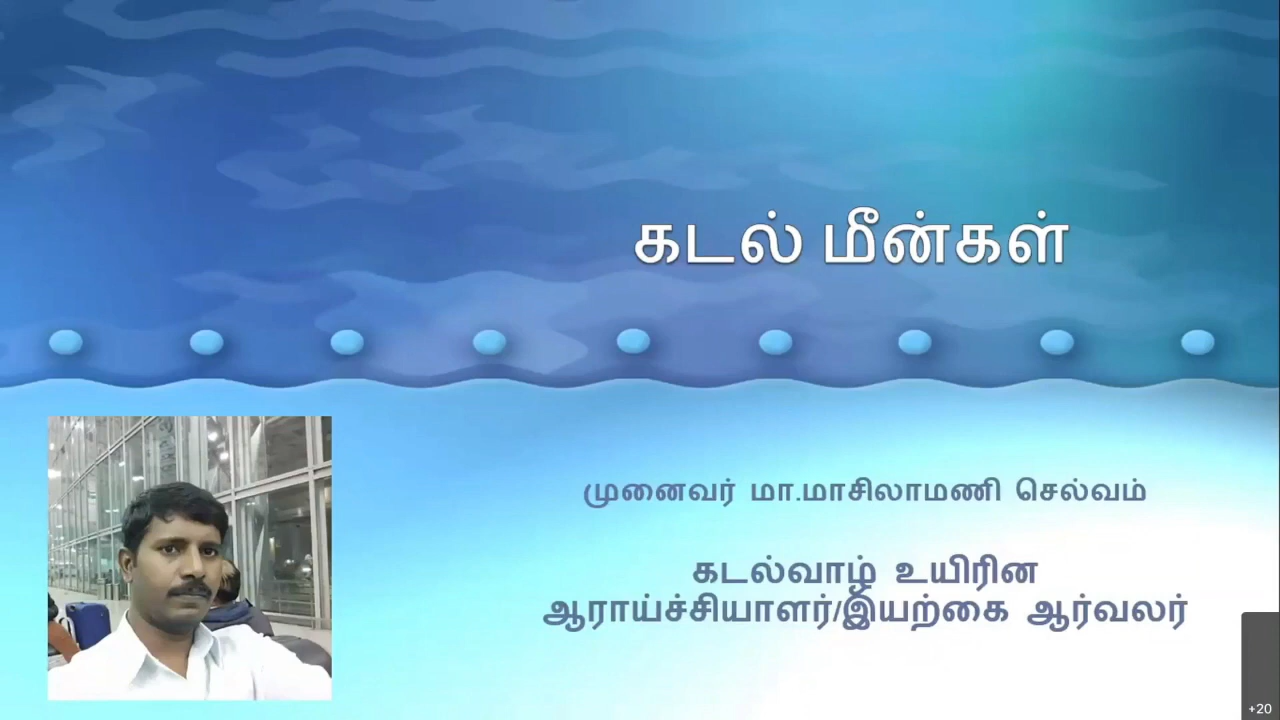 கடல் மீன்கள்
முனைவர் மா.மாசிலாமணி செல்வம்
கடல்வாழ் உயிரின
ஆராய்ச்சியாளர்/இயற்கை ஆர்வலர்
+20